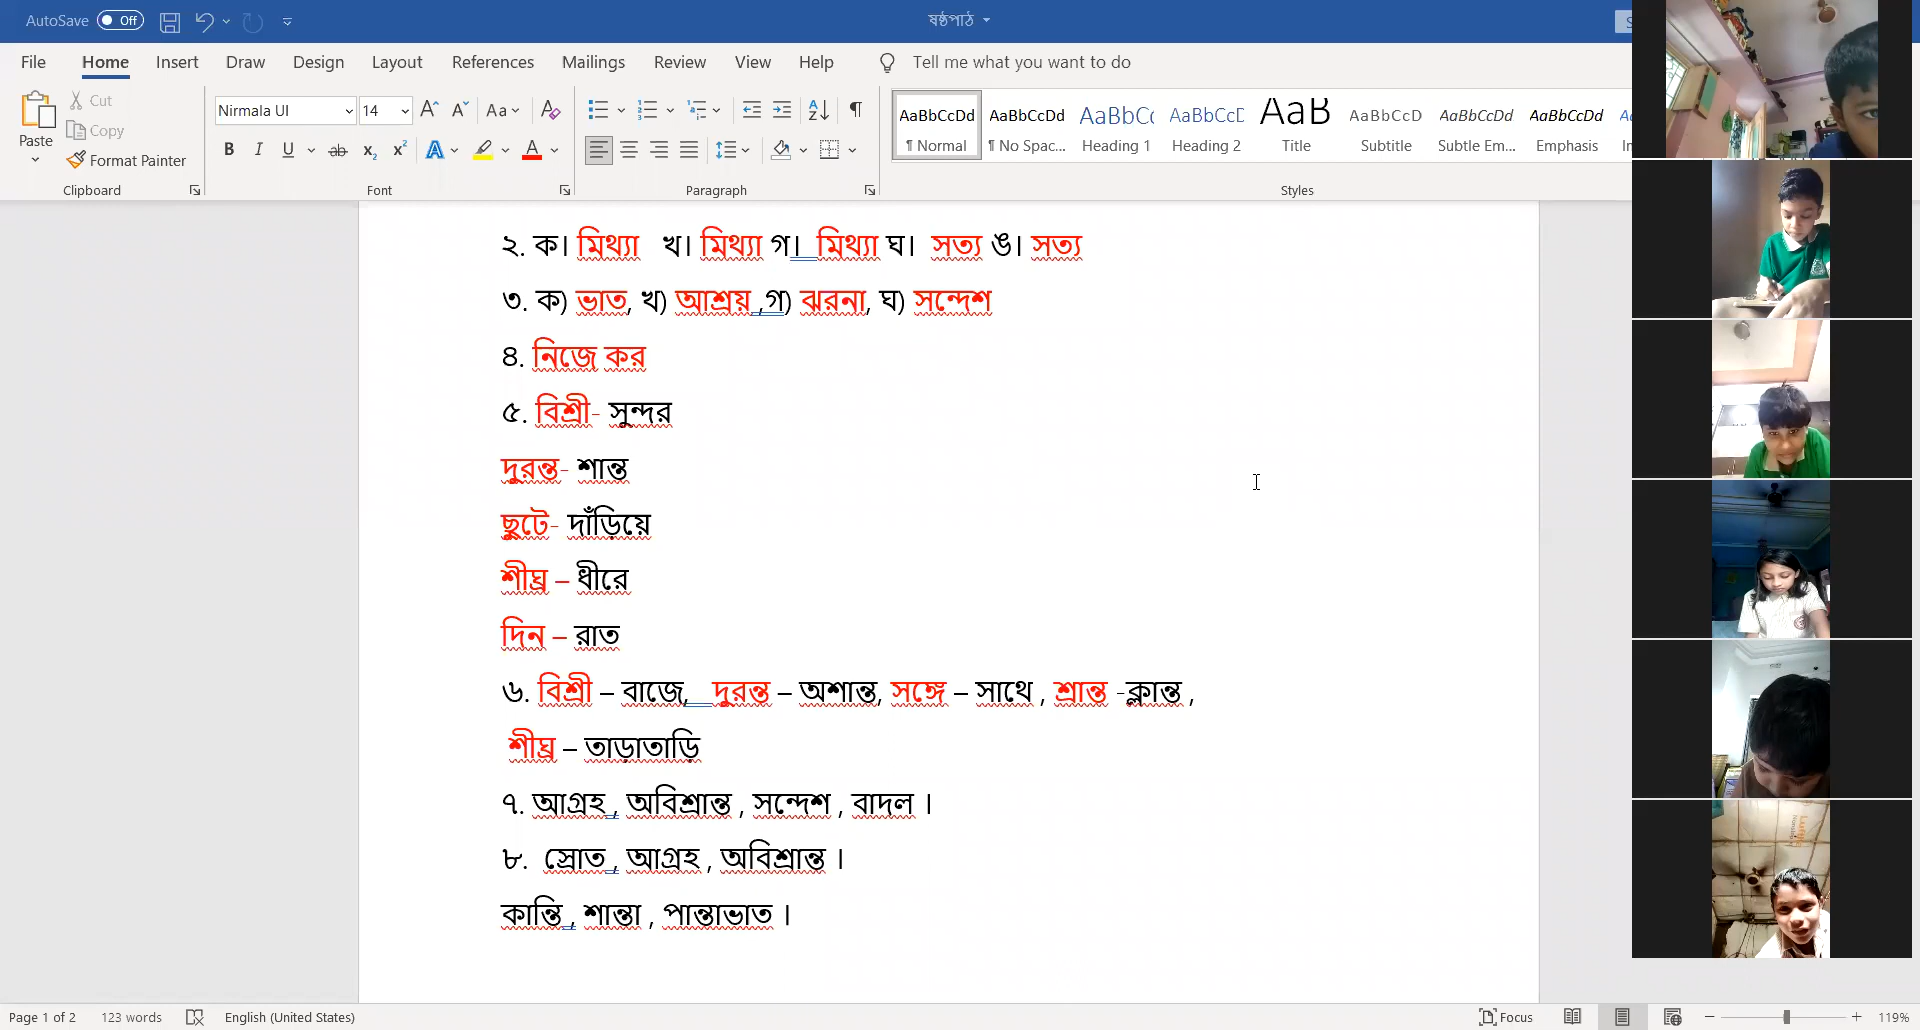 AutoSave Off ষষ্ঠপাঠ
File Home Insert Draw Design Layout References Mailings Review View Help Tell me what you want to do
Paste Cut Copy Format Painter
Nirmala UI 14
AaBbCcDd AaBbCcDd AaBbCc AaBbCcD AaB AaBbCcD AaBbCcDd AaBbCcDd
¶ Normal ¶ No Spac... Heading 1 Heading 2 Title Subtitle Subtle Em... Emphasis
Clipboard Font Paragraph Styles
২. ক। মিথ্যা খ। মিথ্যা গ। মিথ্যা ঘ। সত্য ঙ। সত্য
৩. ক) ভাত, খ) আশ্রয় ,গ) ঝরনা, ঘ) সন্দেশ
৪. নিজে কর
৫. বিশ্রী- সুন্দর
দুরন্ত- শান্ত
ছুটে- দাঁড়িয়ে
শীঘ্র – ধীরে
দিন – রাত
৬. বিশ্রী – বাজে, দুরন্ত – অশান্ত, সঙ্গে – সাথে , শ্রান্ত -ক্লান্ত ,
শীঘ্র – তাড়াতাড়ি
৭. আগ্রহ , অবিশ্রান্ত , সন্দেশ , বাদল ।
৮. স্রোত , আগ্রহ , অবিশ্রান্ত ।
কান্তি , শান্তা , পান্তাভাত ।
Page 1 of 2 123 words English (United States) Focus 119%